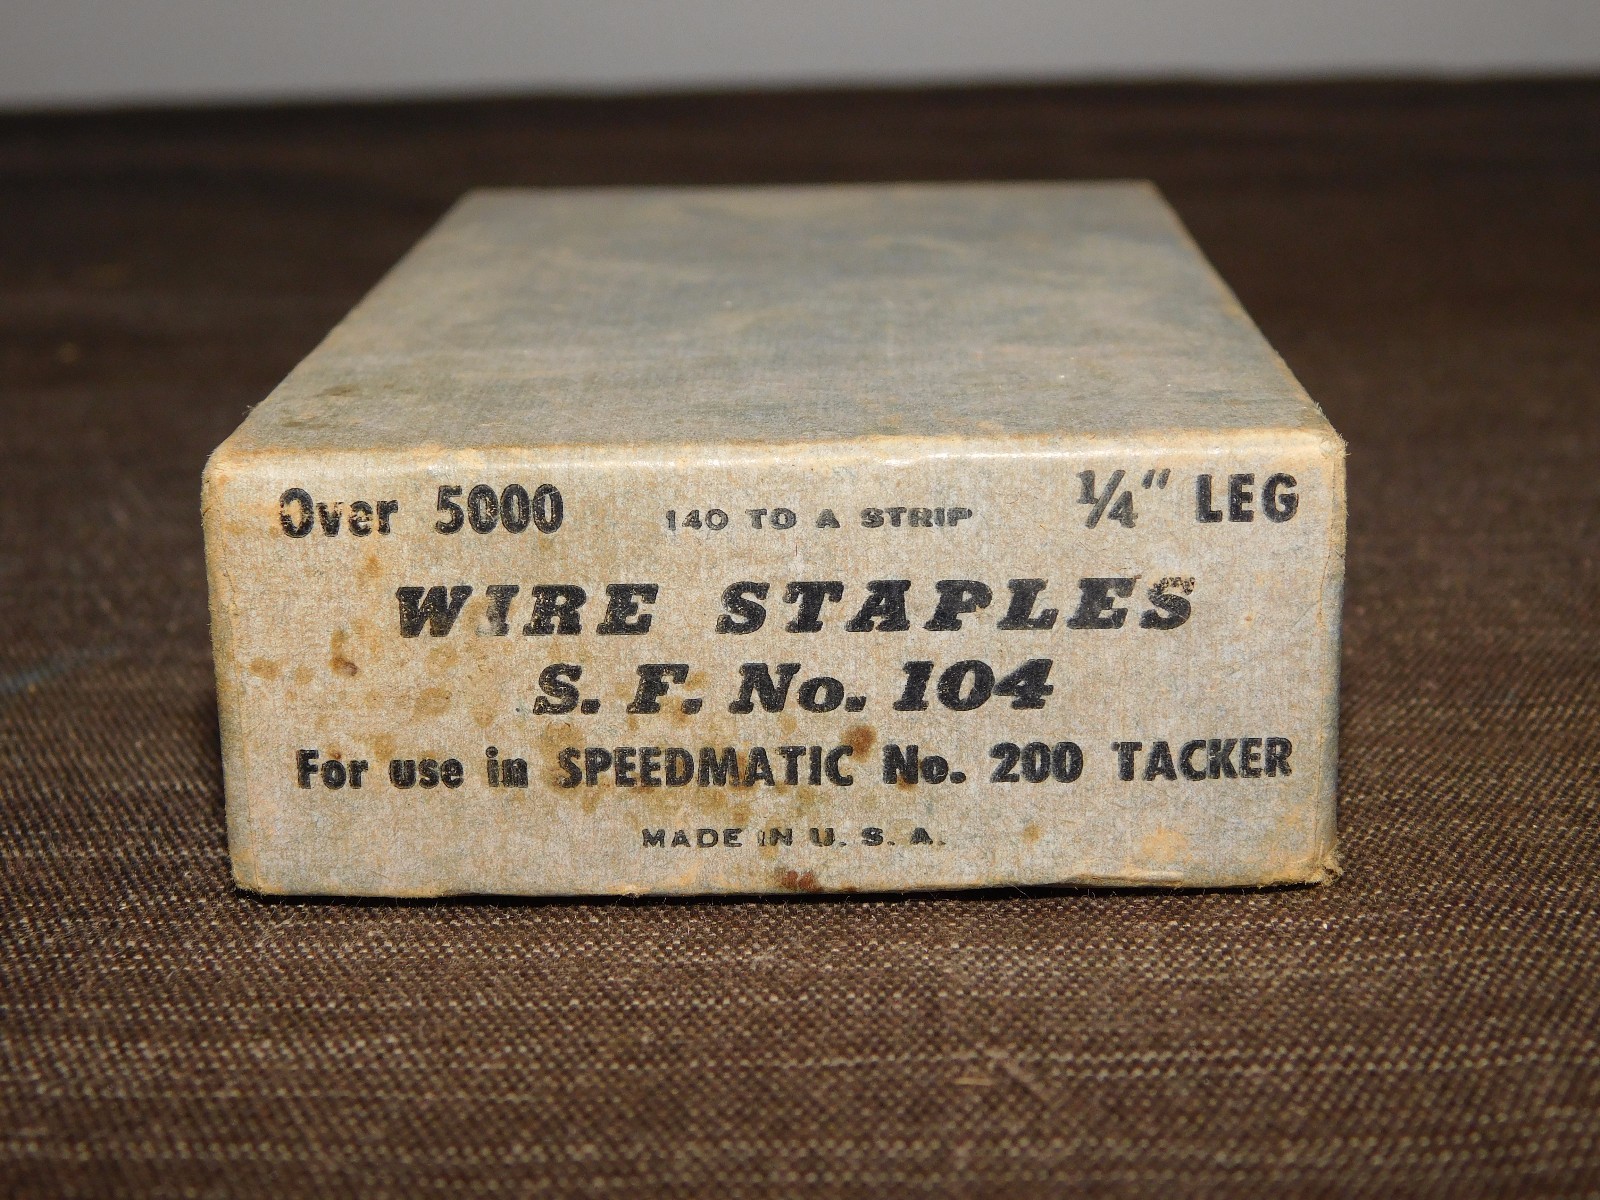 Over 5000 140 TO A STRIP 1/4" LEG
WIRE STAPLES
S. F. No. 104
For use in SPEEDMATIC No. 200 TACKER
MADE IN U. S. A.